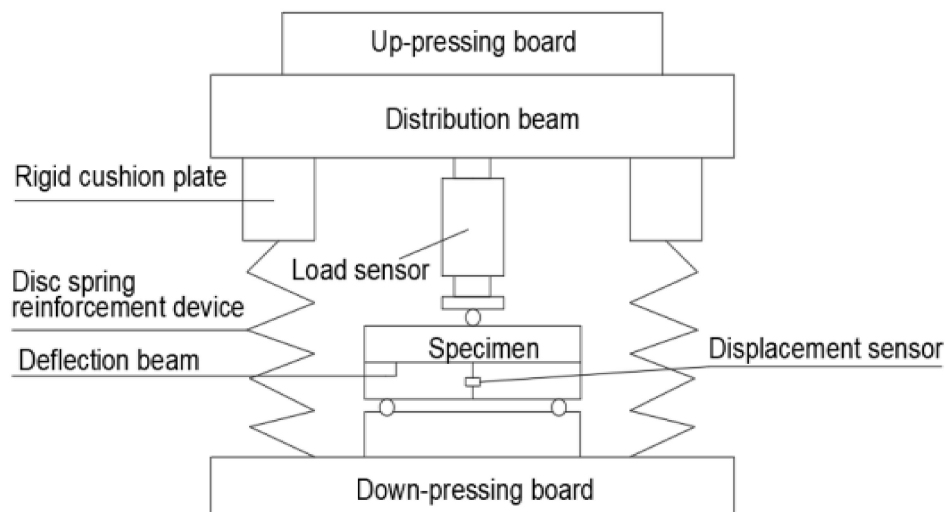 Up-pressing board
Distribution beam
Rigid cushion plate
Load sensor
Disc spring
reinforcement device
Specimen
Displacement sensor
Deflection beam
Down-pressing board